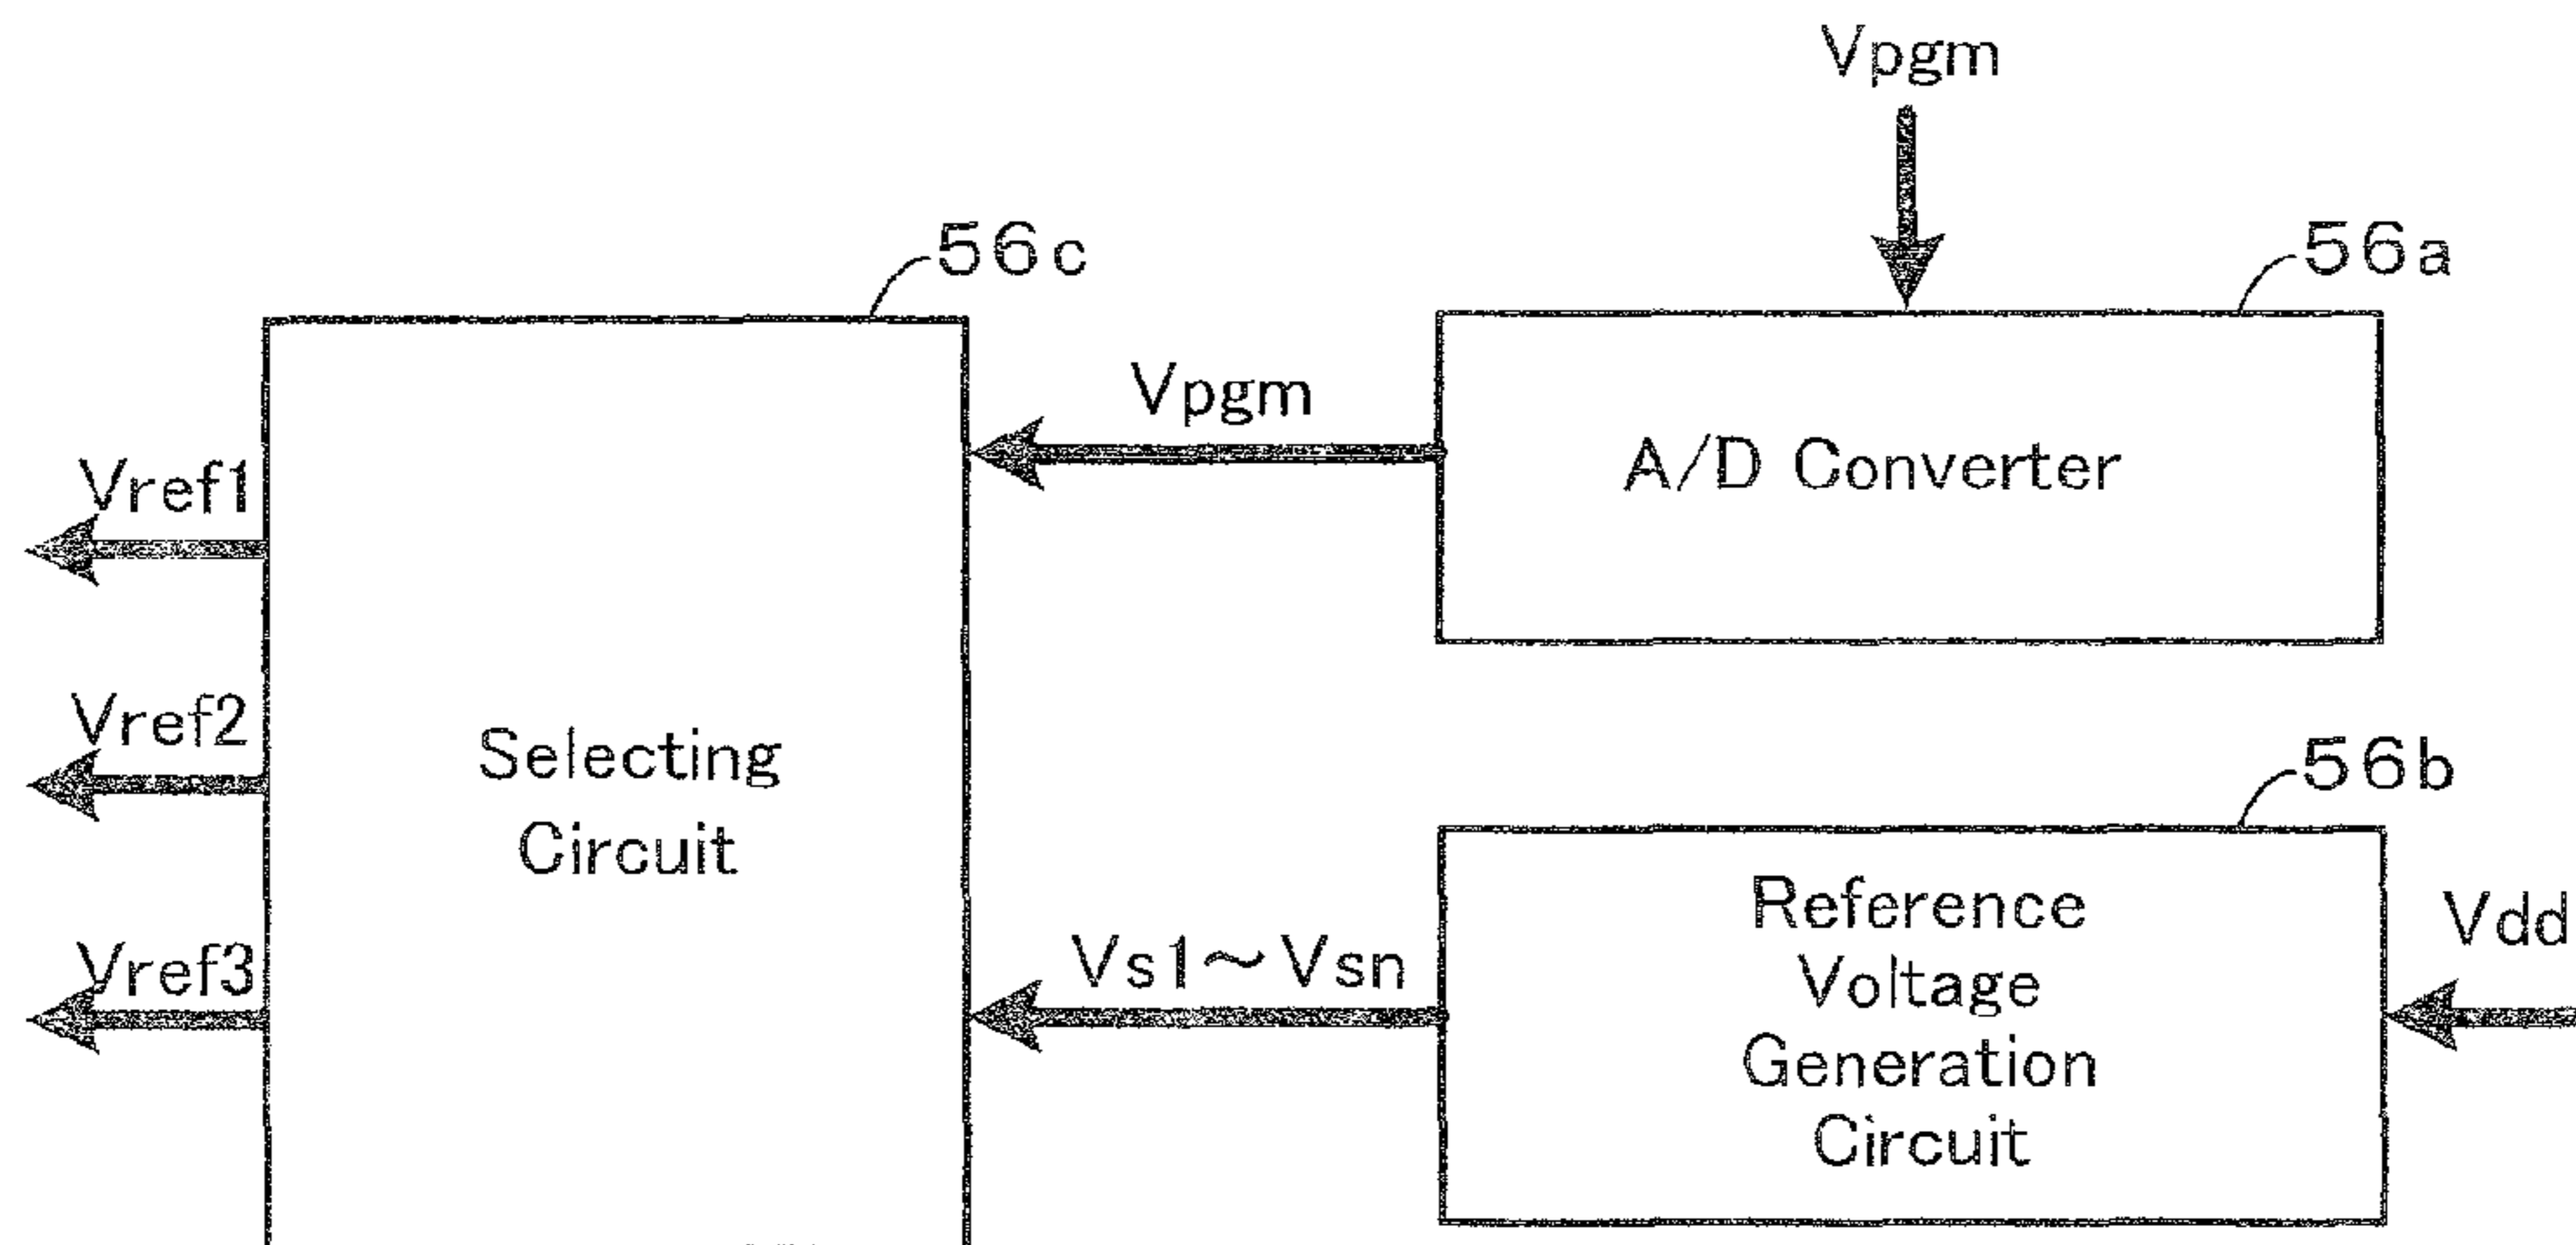 Vpgm
56c
56a
Vpgm
A/D Converter
Vref1
Vref2
Selecting
Circuit
56b
Vref3
Vs1~Vsn
Reference
Voltage
Generation
Circuit
Vdd